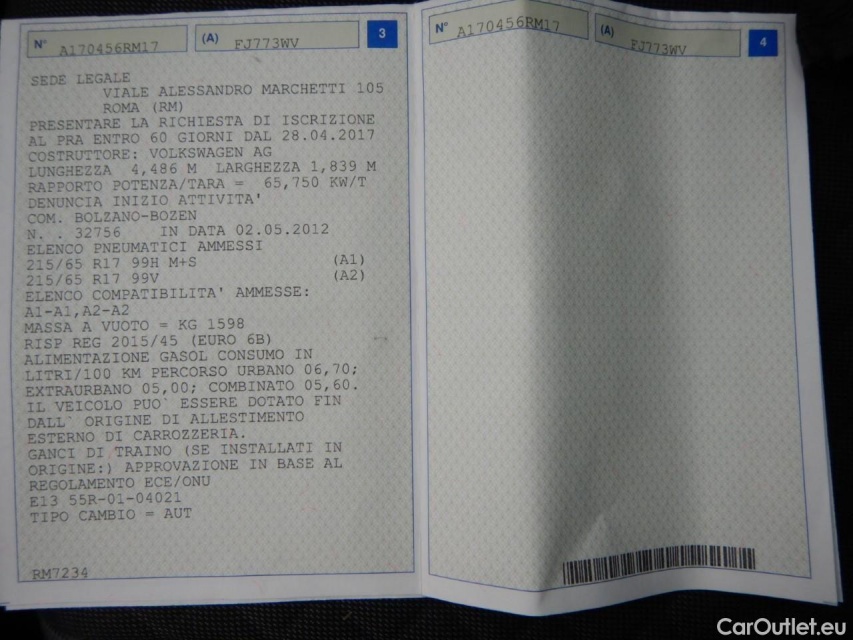 N° A170456RM17 (A) FJ773WV 3
SEDE LEGALE
VIALE ALESSANDRO MARCHETTI 105
ROMA (RM)
PRESENTARE LA RICHIESTA DI ISCRIZIONE
AL PRA ENTRO 60 GIORNI DAL 28.04.2017
COSTRUTTORE: VOLKSWAGEN AG
LUNGHEZZA 4,486 M LARGHEZZA 1,839 M
RAPPORTO POTENZA/TARA = 65,750 KW/T
DENUNCIA INIZIO ATTIVITA'
COM. BOLZANO-BOZEN
N. . 32756 IN DATA 02.05.2012
ELENCO PNEUMATICI AMMESSI
215/65 R17 99H M+S (A1)
215/65 R17 99V (A2)
ELENCO COMPATIBILITA' AMMESSE:
A1-A1,A2-A2
MASSA A VUOTO = KG 1598
RISP REG 2015/45 (EURO 6B)
ALIMENTAZIONE GASOL CONSUMO IN
LITRI/100 KM PERCORSO URBANO 06,70;
EXTRAURBANO 05,00; COMBINATO 05,60.
IL VEICOLO PUO` ESSERE DOTATO FIN
DALL` ORIGINE DI ALLESTIMENTO
ESTERNO DI CARROZZERIA.
GANCI DI TRAINO (SE INSTALLATI IN
ORIGINE:) APPROVAZIONE IN BASE AL
REGOLAMENTO ECE/ONU
E13 55R-01-04021
TIPO CAMBIO = AUT
RM7234
N° A170456RM17 (A) FJ773WV 4
CarOutlet.eu